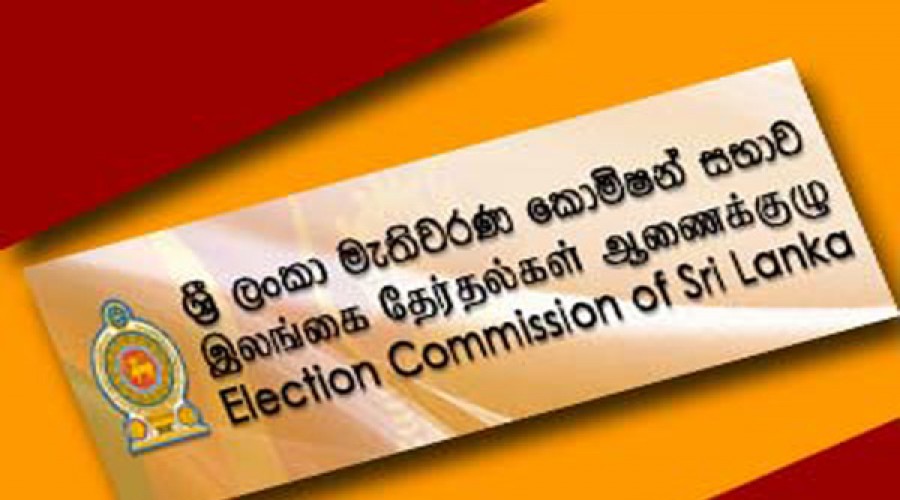 ශ්‍රී ලංකා මැතිවරණ කොමිෂන් සභාව
இலங்கை தேர்தல்கள் ஆணைக்குழு
Election Commission of Sri Lanka